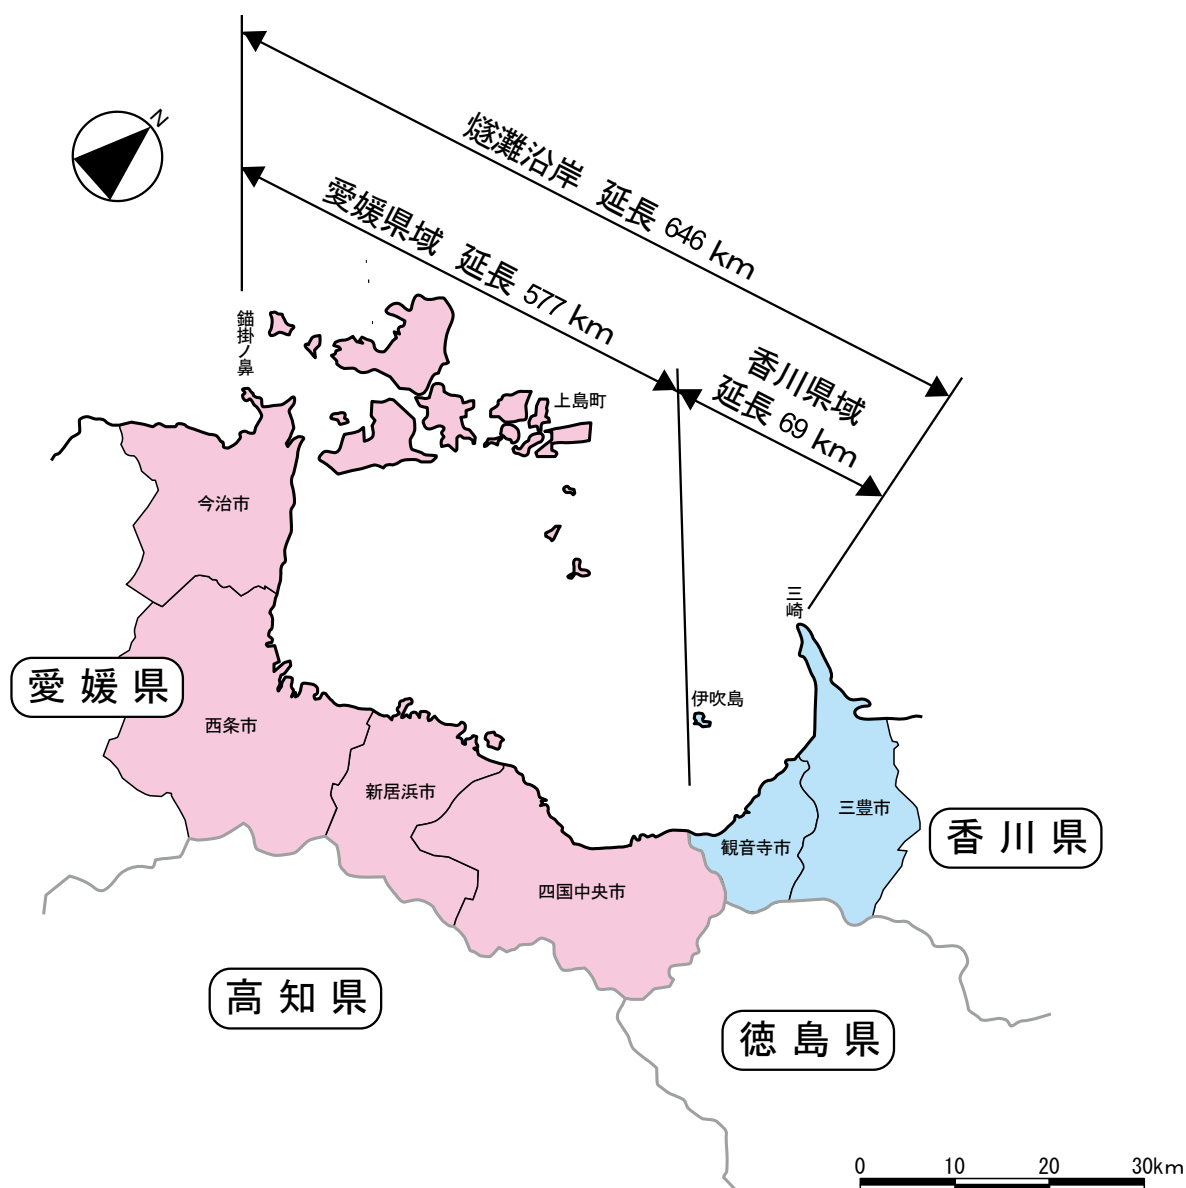 N
燧灘沿岸 延長 646 km
愛媛県域 延長 577 km
香川県域
延長 69 km
錨掛ノ鼻
上島町
今治市
三崎
愛媛県
伊吹島
西条市
新居浜市
三豊市
香川県
観音寺市
四国中央市
高知県
徳島県
0 10 20 30km